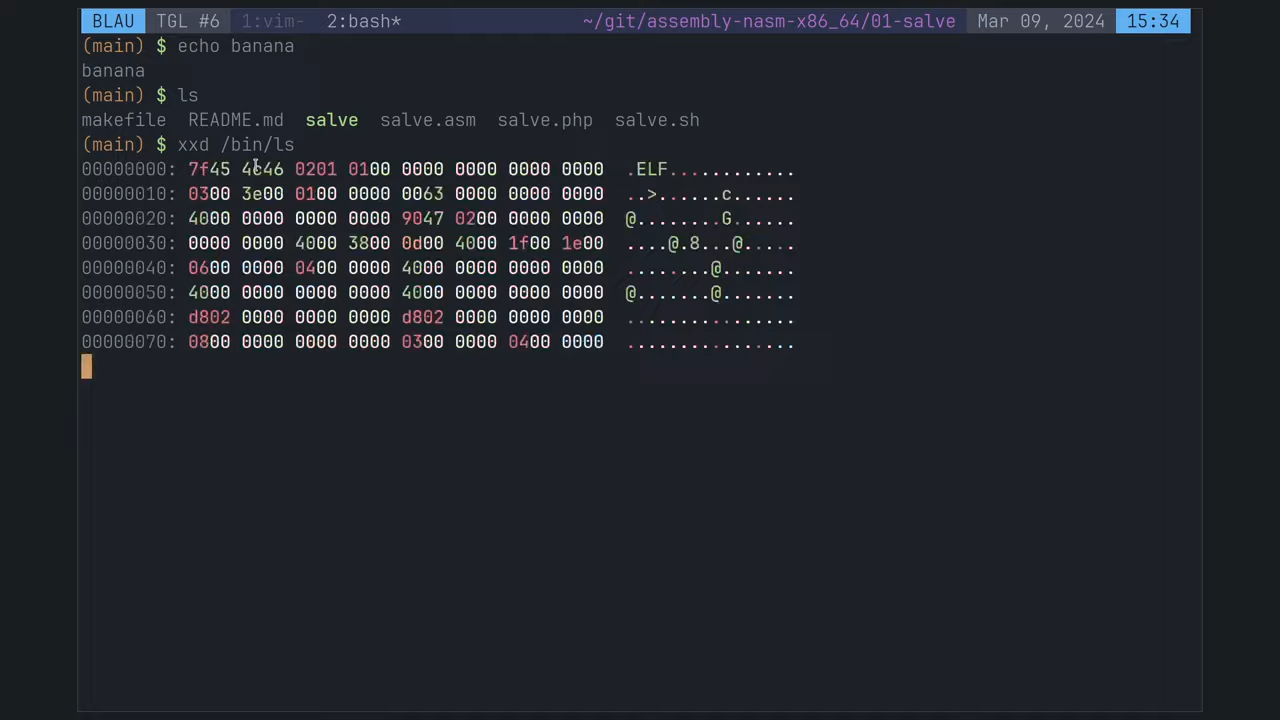 BLAU TGL #6 1:vim- 2:bash* ~/git/assembly-nasm-x86_64/01-salve Mar 09, 2024 15:34
(main) $ echo banana
banana
(main) $ ls
makefile README.md salve salve.asm salve.php salve.sh
(main) $ xxd /bin/ls
00000000: 7f45 4c46 0201 0100 0000 0000 0000 0000 .ELF............
00000010: 0300 3e00 0100 0000 0063 0000 0000 0000 ..>......c......
00000020: 4000 0000 0000 0000 9047 0200 0000 0000 @........G......
00000030: 0000 0000 4000 3800 0d00 4000 1f00 1e00 ....@.8...@.....
00000040: 0600 0000 0400 0000 4000 0000 0000 0000 ........@.......
00000050: 4000 0000 0000 0000 4000 0000 0000 0000 @.......@.......
00000060: d802 0000 0000 0000 d802 0000 0000 0000 ................
00000070: 0800 0000 0000 0000 0300 0000 0400 0000 ................